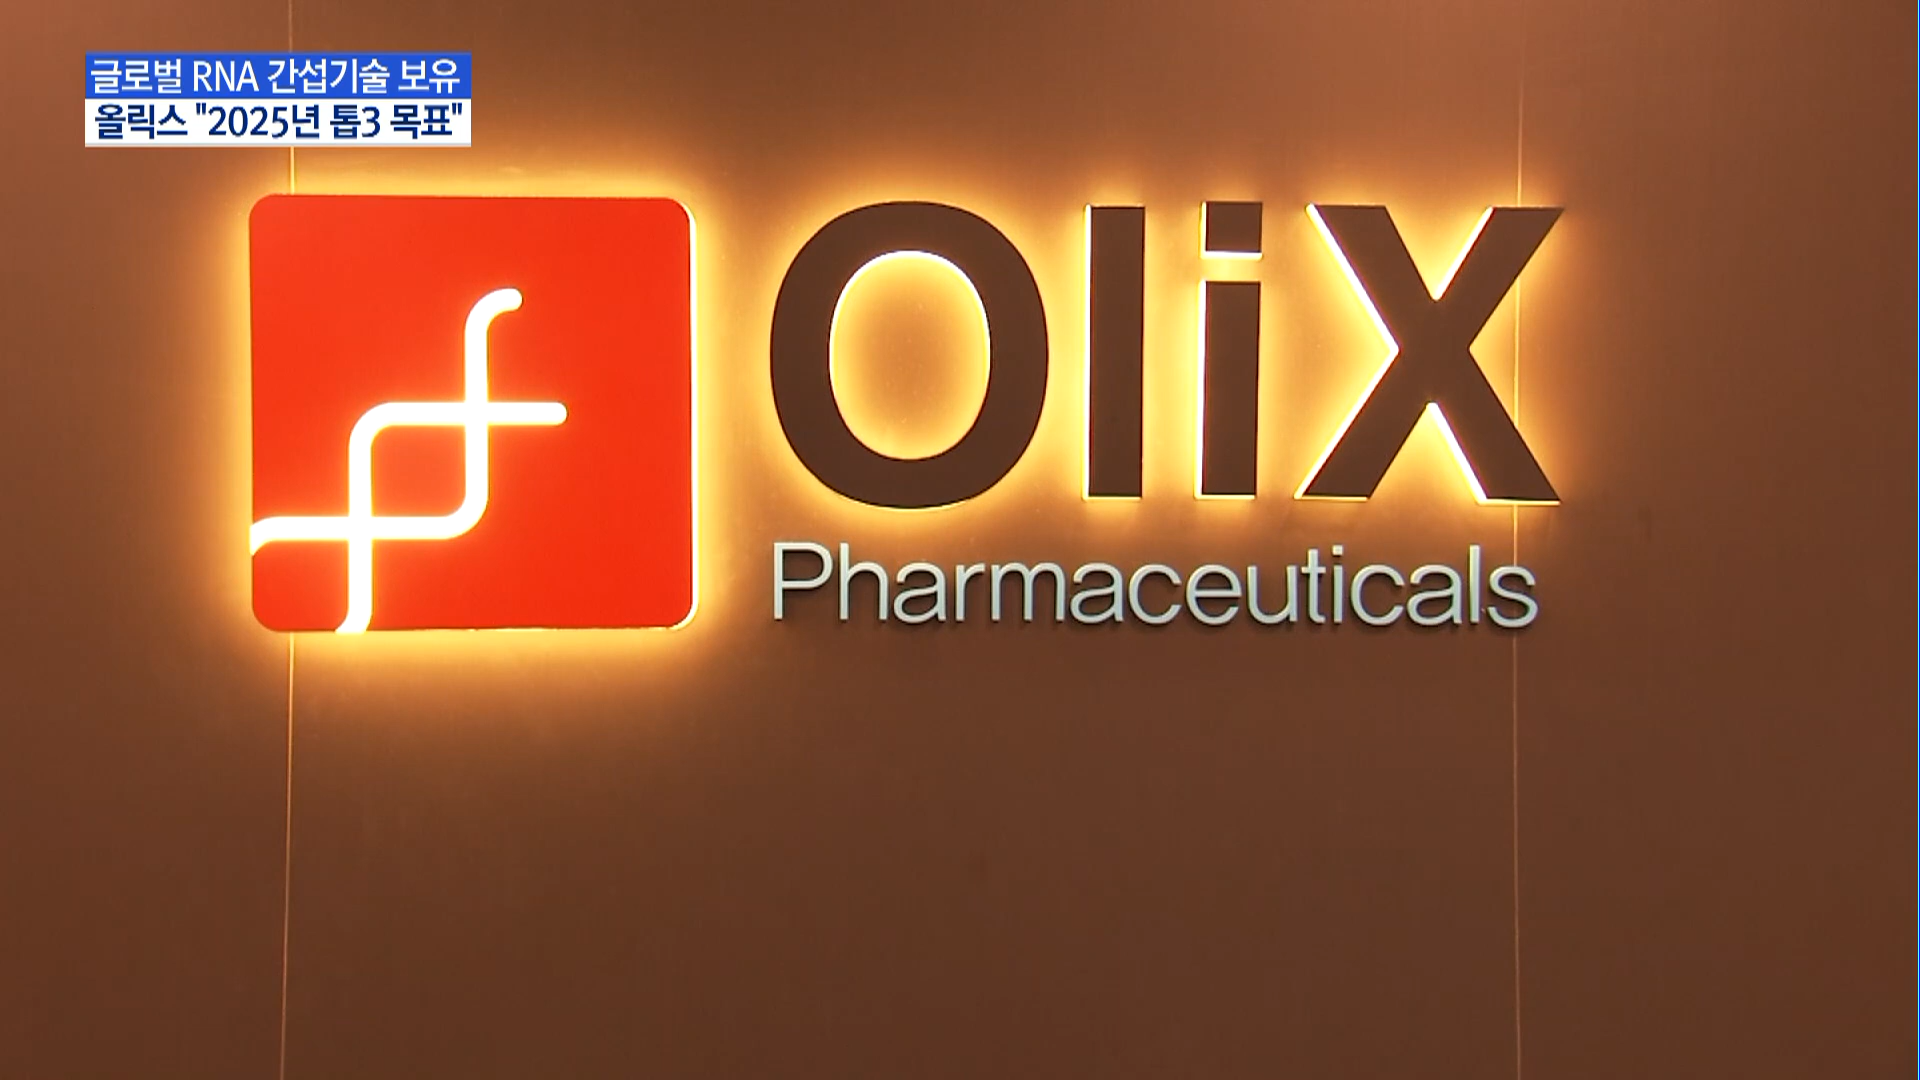 글로벌 RNA 간섭기술 보유
올릭스 "2025년 톱3 목표"
OliX
Pharmaceuticals